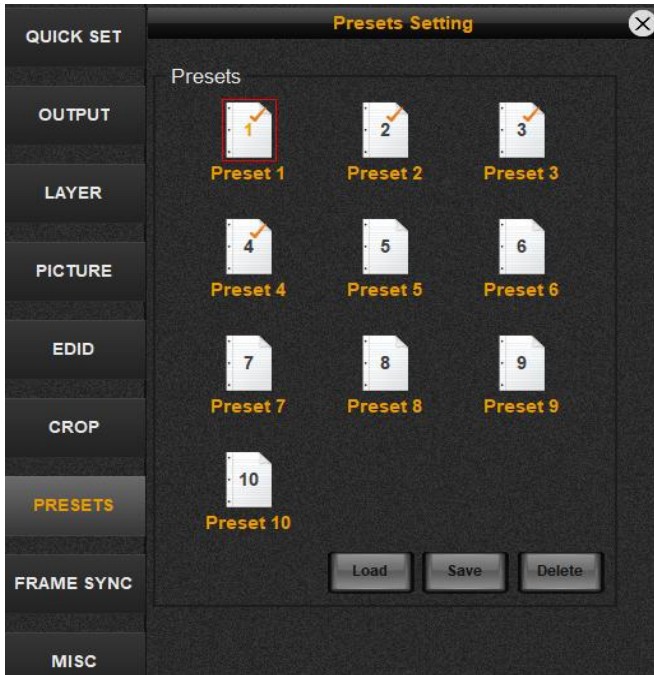 Presets Setting
QUICK SET
OUTPUT
LAYER
PICTURE
EDID
CROP
PRESETS
FRAME SYNC
MISC
Presets
1
Preset 1
2
Preset 2
3
Preset 3
4
Preset 4
5
Preset 5
6
Preset 6
7
Preset 7
8
Preset 8
9
Preset 9
10
Preset 10
Load
Save
Delete